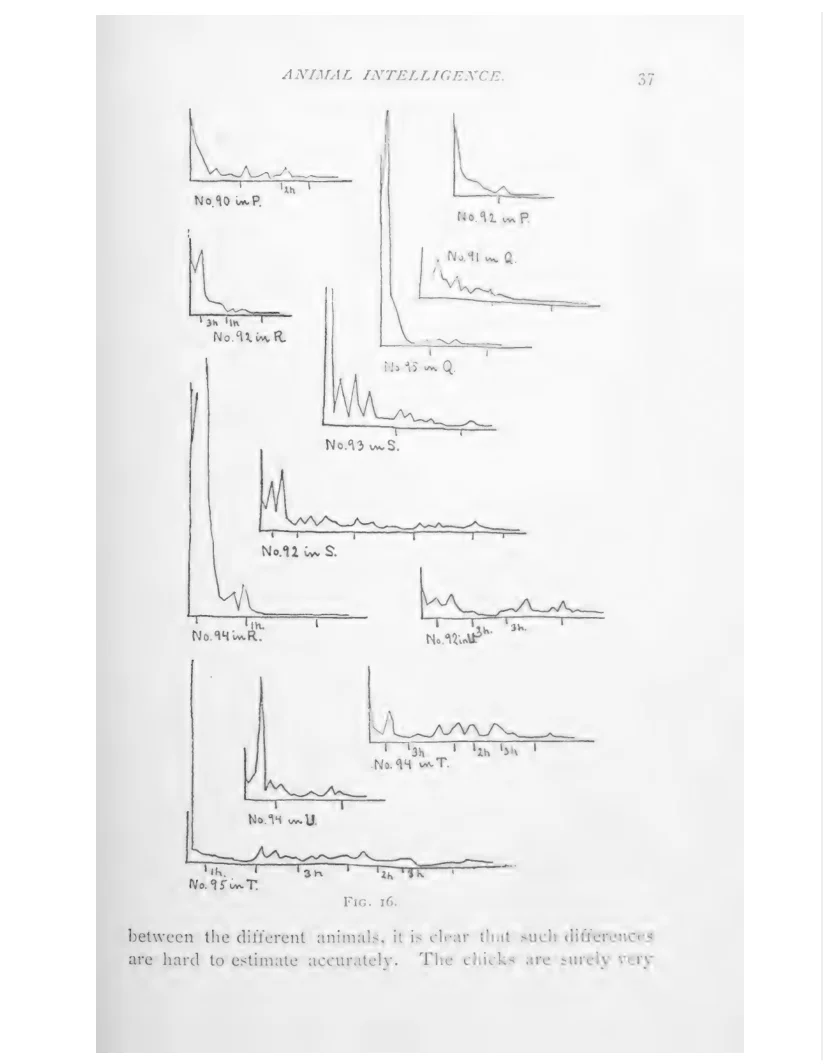 ANIMAL INTELLIGENCE.
37
2h
No. 90 in P.
No. 92 in P.
No. 91 in Q.
3h 1h
No. 92 in R.
No. 95 in Q.
No. 93 in S.
No. 92 in S.
1h.
No. 94 in R.
3h. 3h.
No. 92 in U
3h 2h 3h
No. 94 in T.
No. 94 in U.
1h. 3h 2h 3h
No. 95 in T.
FIG. 16.
between the different animals, it is clear that such differences
are hard to estimate accurately. The chicks are surely very